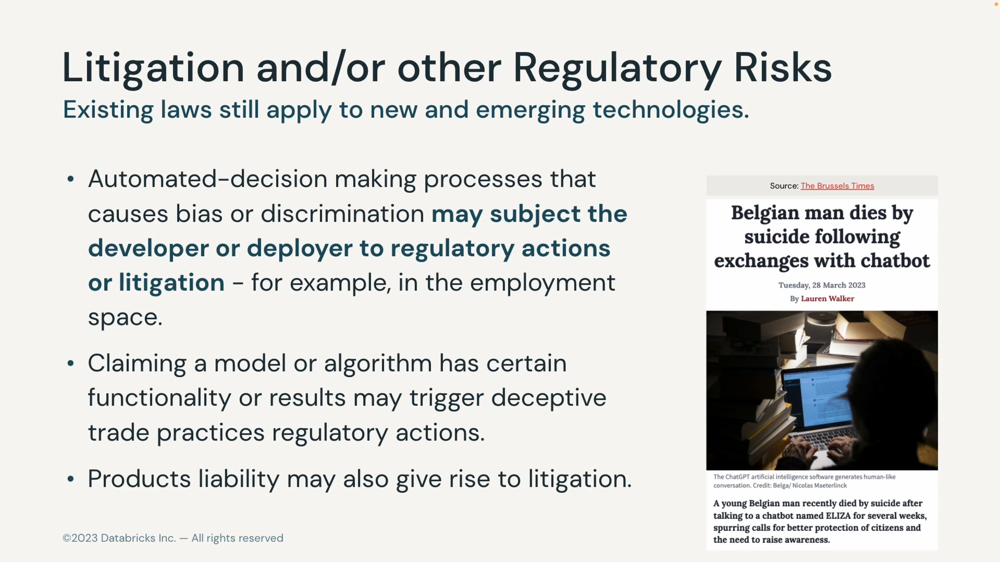 Litigation and/or other Regulatory Risks
Existing laws still apply to new and emerging technologies.
• Automated-decision making processes that
causes bias or discrimination may subject the
developer or deployer to regulatory actions
or litigation – for example, in the employment
space.
• Claiming a model or algorithm has certain
functionality or results may trigger deceptive
trade practices regulatory actions.
• Products liability may also give rise to litigation.
Source: The Brussels Times
Belgian man dies by
suicide following
exchanges with chatbot
Tuesday, 28 March 2023
By Lauren Walker
The ChatGPT artificial intelligence software generates human-like
conversation. Credit: Belga/ Nicolas Maeterlinck
A young Belgian man recently died by suicide after
talking to a chatbot named ELIZA for several weeks,
spurring calls for better protection of citizens and
the need to raise awareness.
©2023 Databricks Inc. — All rights reserved